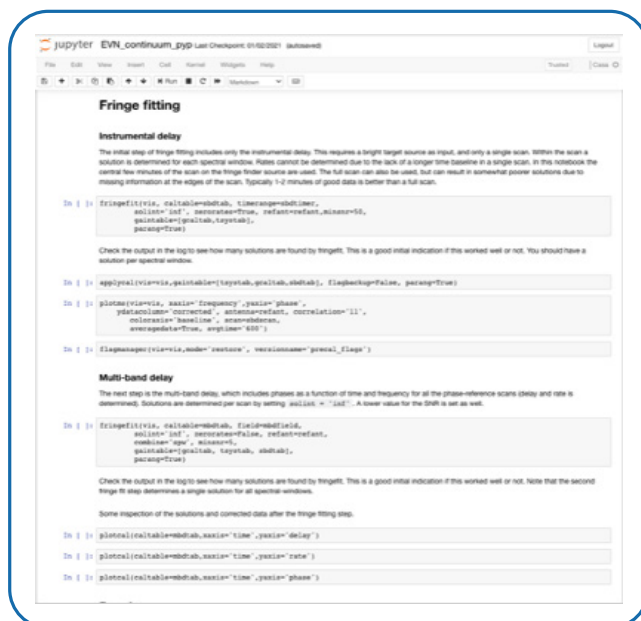 jupyter EVN_continuum_pyp Last Checkpoint: 01/02/2021 (autosaved)
Logout
File Edit View Insert Cell Kernel Widgets Help
Trusted
Casa
Run
Markdown
Fringe fitting
Instrumental delay
The initial step of fringe fitting includes only the instrumental delay. This requires a bright target source as input, and only a single scan. Within the scan a
solution is determined for each spectral window. Rates cannot be determined due to the lack of a longer time baseline in a single scan. In this notebook the
central few minutes of the scan on the fringe finder source are used. The full scan can also be used, but can result in somewhat poorer solutions due to
missing information at the edges of the scan. Typically 1-2 minutes of good data is better than a full scan.
In [ ]: fringefit(vis, caltable=sbdtab, timerange=sbdtimer,
solint='inf', zerorates=True, refant=refant,minsnr=50,
gaintable=[gcaltab,tsystab],
parang=True)
Check the output in the log to see how many solutions are found by fringefit. This is a good initial indication if this worked well or not. You should have a
solution per spectral window.
In [ ]: applycal(vis=vis,gaintable=[tsystab,gcaltab,sbdtab], flagbackup=False, parang=True)
In [ ]: plotms(vis=vis, xaxis='frequency',yaxis='phase',
ydatacolumn='corrected', antenna=refant, correlation='ll',
coloraxis='baseline', scan=sbdscan,
averagedata=True, avgtime='600')
In [ ]: flagmanager(vis=vis,mode='restore', versionname='precal_flags')
Multi-band delay
The next step is the multi-band delay, which includes phases as a function of time and frequency for all the phase-reference scans (delay and rate is
determined). Solutions are determined per scan by setting solint = 'inf'. A lower value for the SNR is set as well.
In [ ]: fringefit(vis, caltable=mbdtab, field=mbdfield,
solint='inf', zerorates=False, refant=refant,
combine='spw', minsnr=5,
gaintable=[gcaltab, tsystab, sbdtab],
parang=True)
Check the output in the log to see how many solutions are found by fringefit. This is a good initial indication if this worked well or not. Note that the second
fringe fit step determines a single solution for all spectral-windows.
Some inspection of the solutions and corrected data after the fringe fitting step.
In [ ]: plotcal(caltable=mbdtab,xaxis='time',yaxis='delay')
In [ ]: plotcal(caltable=mbdtab,xaxis='time',yaxis='rate')
In [ ]: plotcal(caltable=mbdtab,xaxis='time',yaxis='phase')